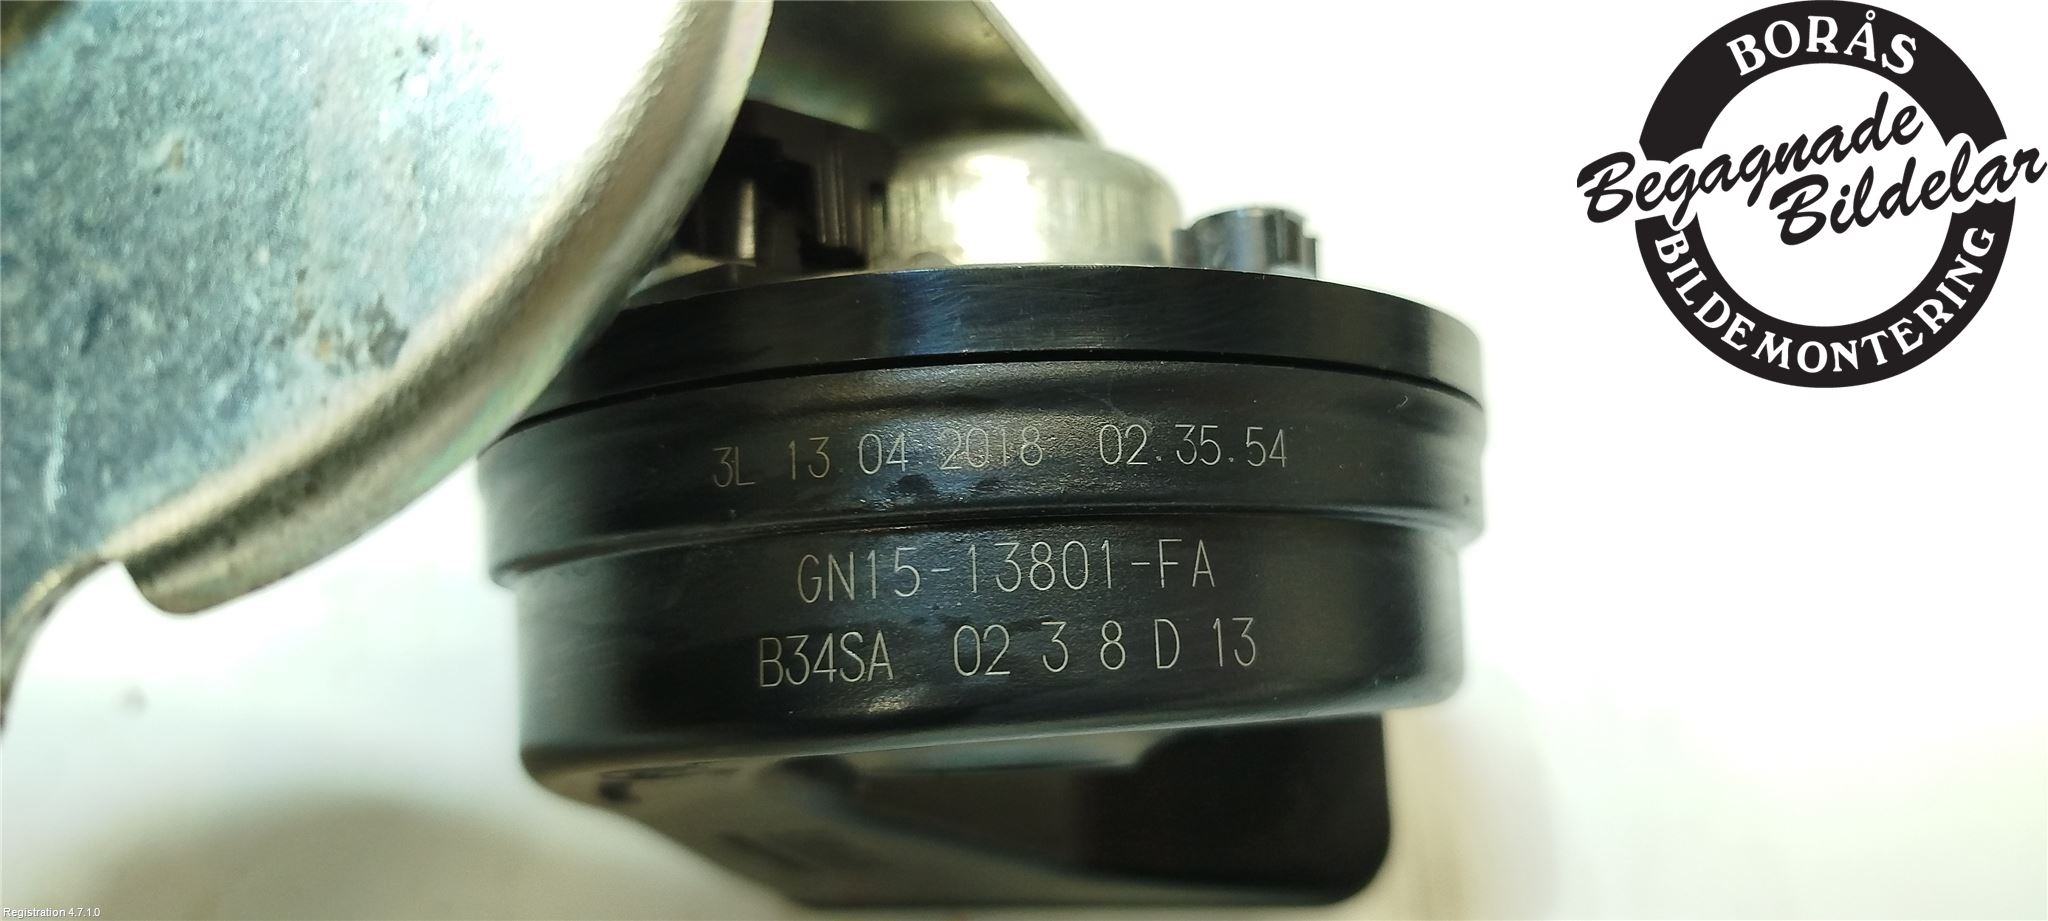 BORÅS
Begagnade
Bildelar
BILDEMONTERING
3L 13.04.2018 02.35.54
GN15-13801-FA
B34SA 02 3 8 D 13
Registration 4.7.1.0